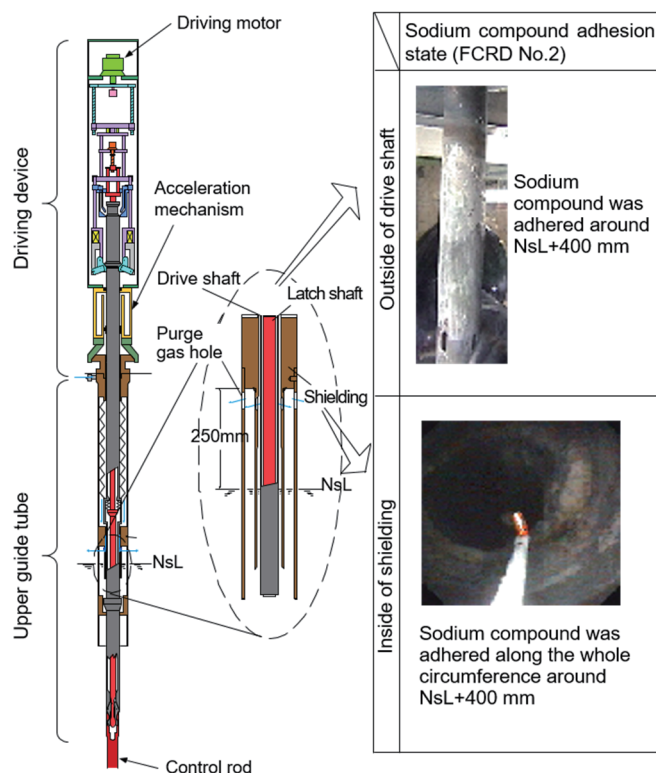 Driving motor
Driving device
Acceleration
mechanism
Drive shaft
Latch shaft
Purge
gas hole
Shielding
250mm
NsL
NsL
Upper guide tube
Control rod
Sodium compound adhesion
state (FCRD No.2)
Outside of drive shaft
Sodium
compound was
adhered around
NsL+400 mm
Inside of shielding
Sodium compound was
adhered along the whole
circumference around
NsL+400 mm